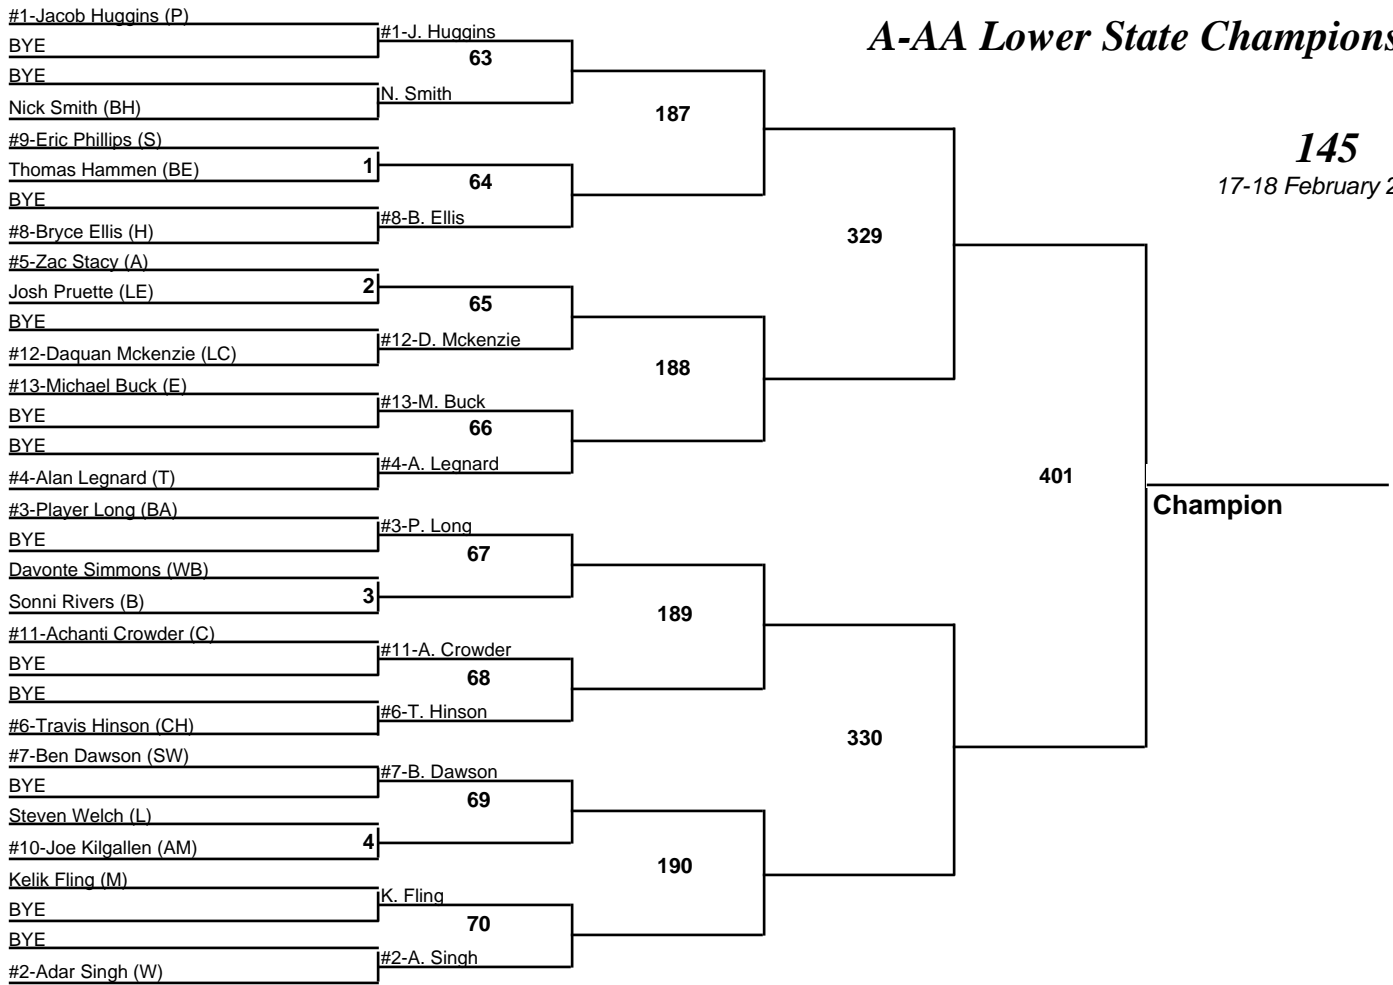 A-AA Lower State Champions
145
17-18 February 2
#1-Jacob Huggins (P)
BYE
BYE
Nick Smith (BH)
#9-Eric Phillips (S)
Thomas Hammen (BE)
BYE
#8-Bryce Ellis (H)
#5-Zac Stacy (A)
Josh Pruette (LE)
BYE
#12-Daquan Mckenzie (LC)
#13-Michael Buck (E)
BYE
BYE
#4-Alan Legnard (T)
#3-Player Long (BA)
BYE
Davonte Simmons (WB)
Sonni Rivers (B)
#11-Achanti Crowder (C)
BYE
BYE
#6-Travis Hinson (CH)
#7-Ben Dawson (SW)
BYE
Steven Welch (L)
#10-Joe Kilgallen (AM)
Kelik Fling (M)
BYE
BYE
#2-Adar Singh (W)
1
2
3
4
#1-J. Huggins
63
N. Smith
64
#8-B. Ellis
65
#12-D. Mckenzie
#13-M. Buck
66
#4-A. Legnard
#3-P. Long
67
#11-A. Crowder
68
#6-T. Hinson
#7-B. Dawson
69
K. Fling
70
#2-A. Singh
187
188
189
190
329
330
401
Champion